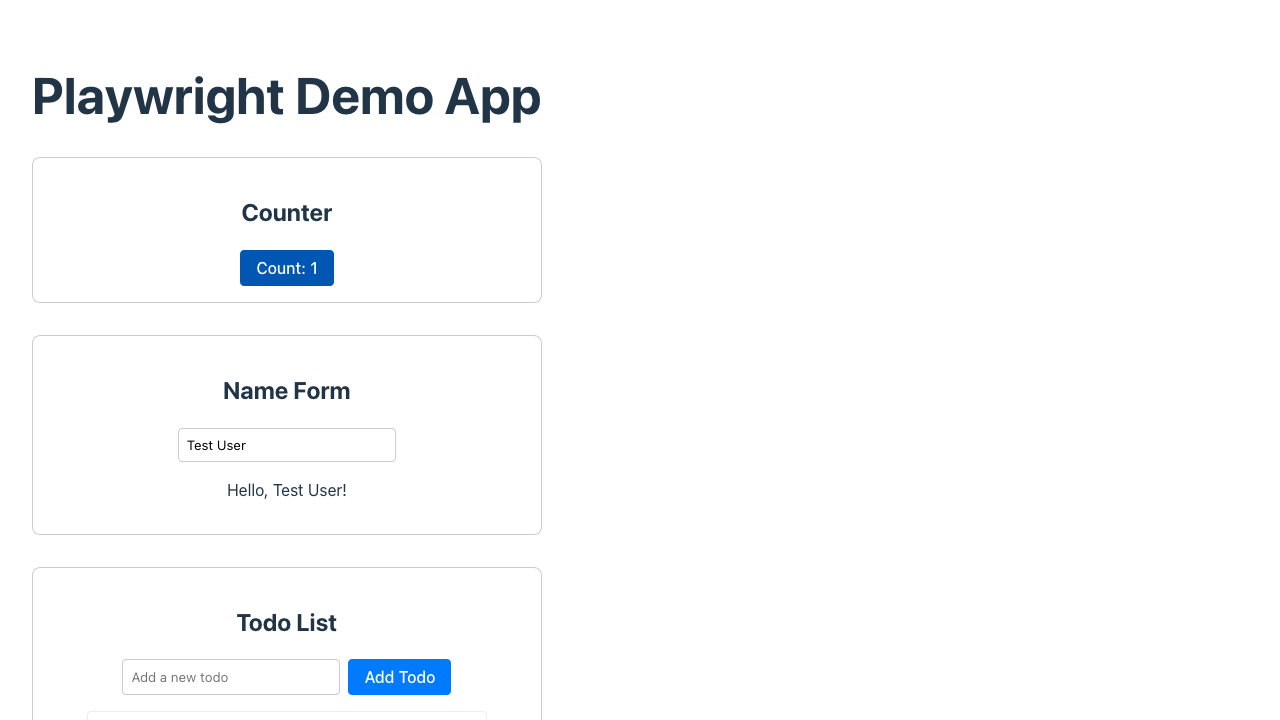 Playwright Demo App
Counter
Count: 1
Name Form
Test User
Hello, Test User!
Todo List
Add a new todo
Add Todo